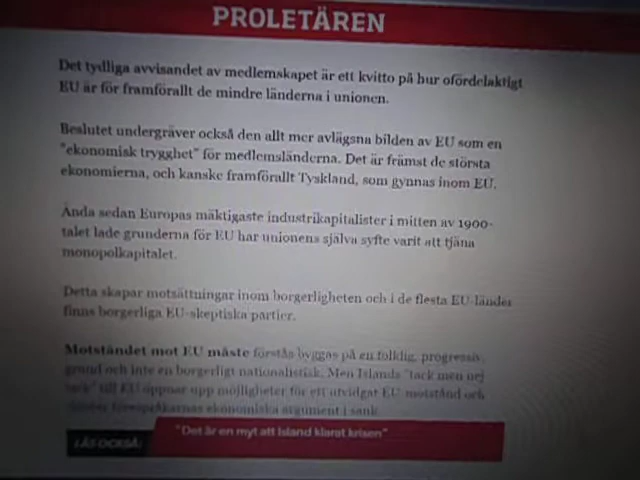 PROLETÄREN
Det tydliga avvisandet av medlemskapet är ett kvitto på hur ofördelaktigt
EU är för framförallt de mindre länderna i unionen.
Beslutet undergräver också den allt mer avlägsna bilden av EU som en
"ekonomisk trygghet" för medlemsländerna. Det är främst de största
ekonomierna, och kanske framförallt Tyskland, som gynnas inom EU.
Ända sedan Europas mäktigaste industrikapitalister i mitten av 1900-
talet lade grunderna för EU har unionens själva syfte varit att tjäna
monopolkapitalet.
Detta skapar motsättningar inom borgerligheten och i de flesta EU-länder
finns borgerliga EU-skeptiska partier.
Motståndet mot EU måste förstås byggas på en folklig, progressiv,
grund och inte en borgerligt nationalistisk. Men Islands "tack men nej
tack" till EU öppnar upp möjligheter för ett utvidgat EU-motstånd och
förespråkarnas ekonomiska argument i sank
LÄS OCKSÅ: "Det är en myt att Island klarat krisen"